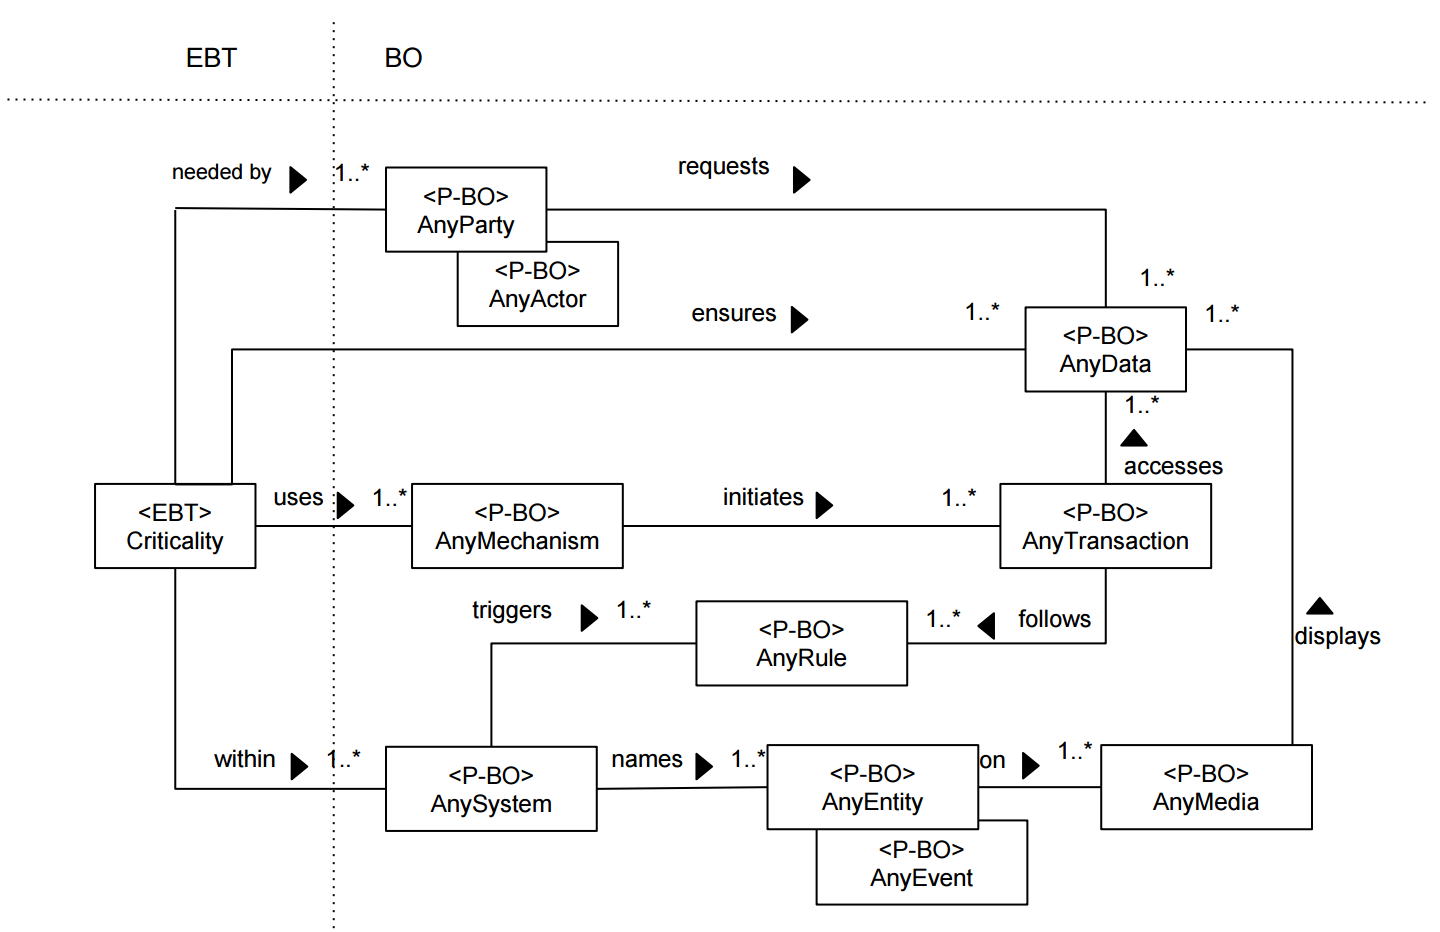 EBT
BO
needed by
1..*
requests
<P-BO>
AnyParty
<P-BO>
AnyActor
1..*
ensures
1..*
1..*
<P-BO>
AnyData
1..*
accesses
uses
1..*
initiates
1..*
<EBT>
Criticality
<P-BO>
AnyMechanism
<P-BO>
AnyTransaction
triggers
1..*
1..*
follows
<P-BO>
AnyRule
displays
within
1..*
names
1..*
on
1..*
<P-BO>
AnySystem
<P-BO>
AnyEntity
<P-BO>
AnyMedia
<P-BO>
AnyEvent